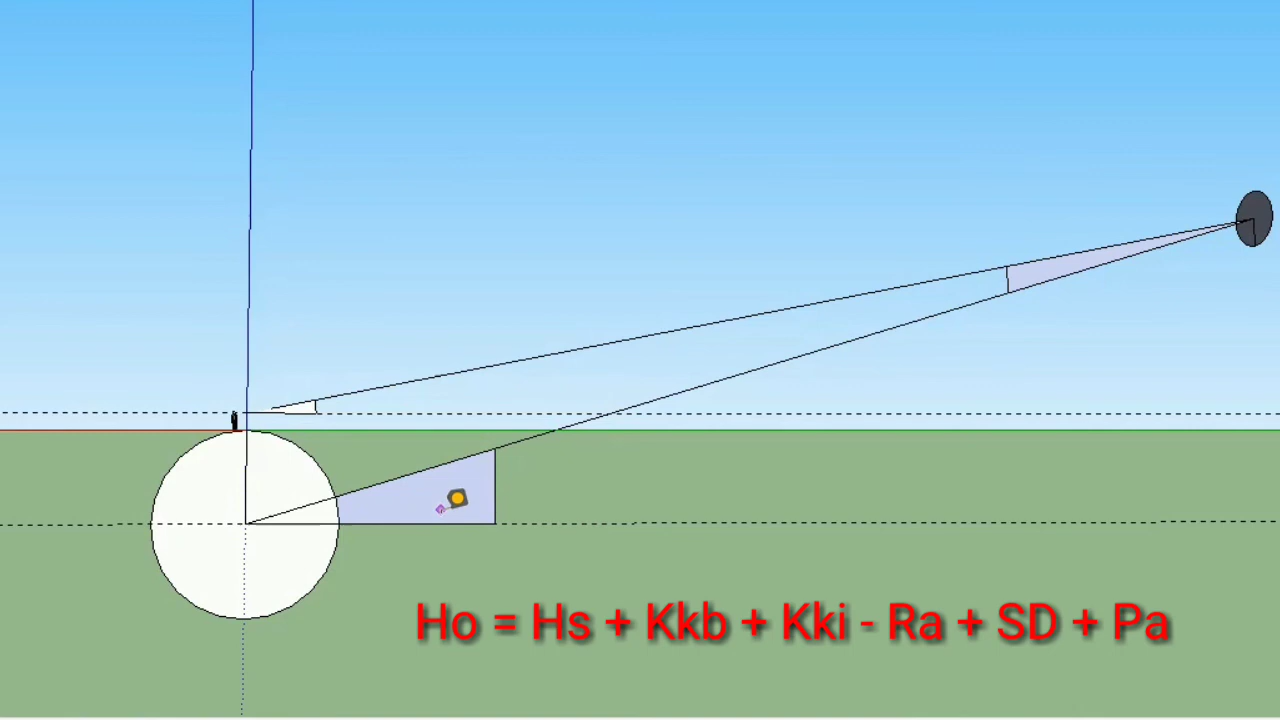 Ho = Hs + Kkb + Kki - Ra + SD + Pa